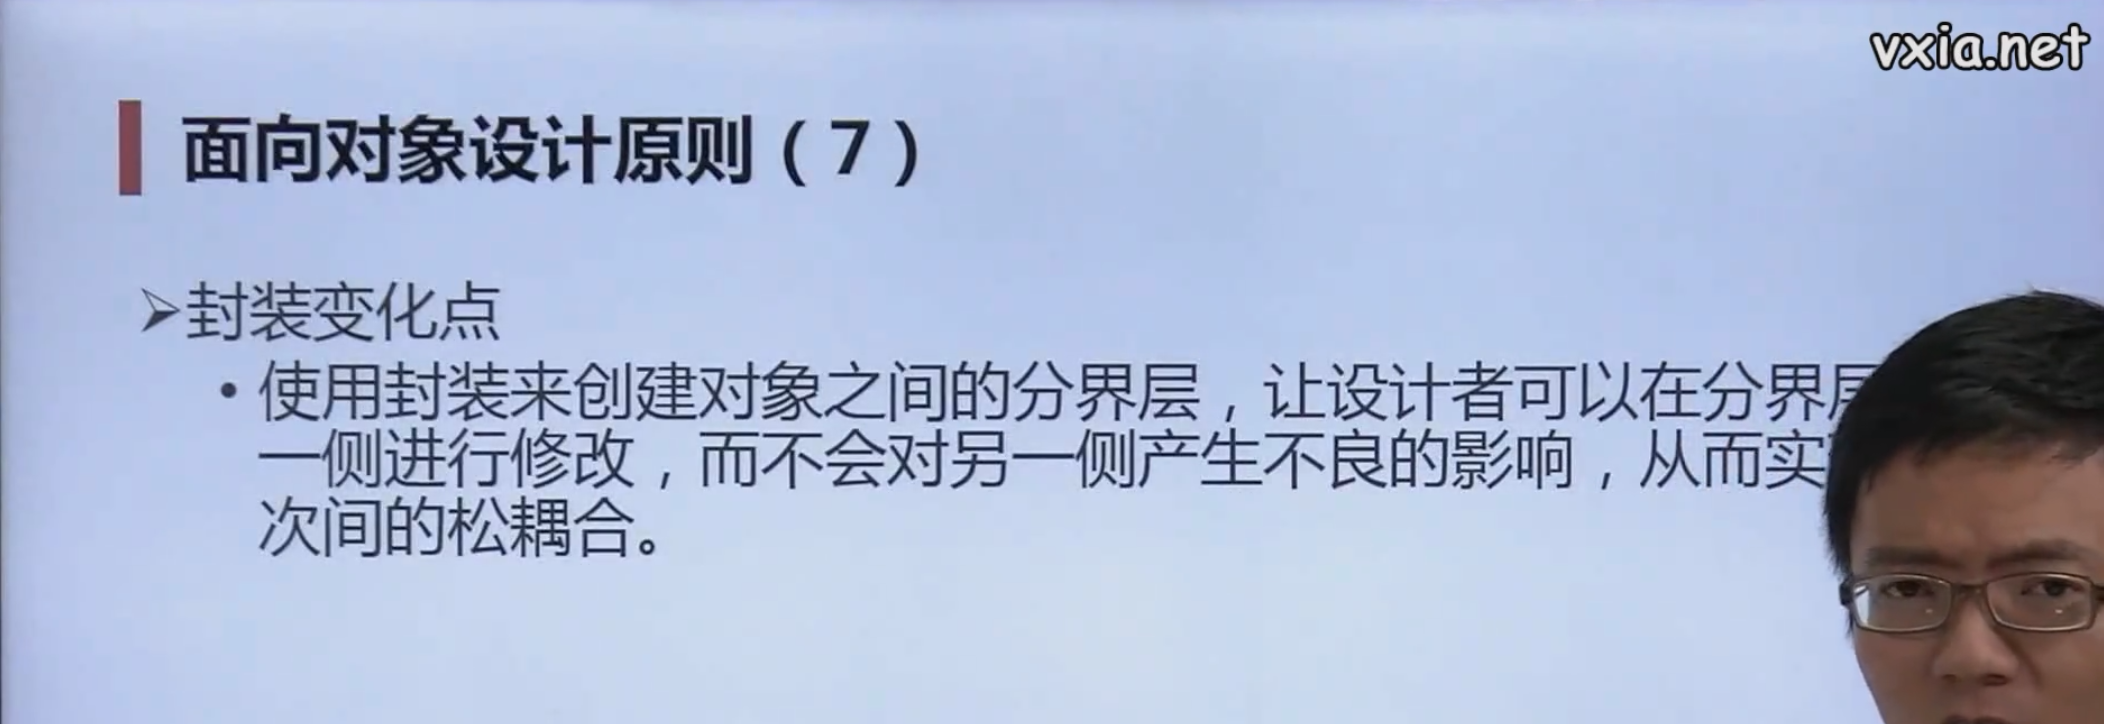 vxia.net
面向对象设计原则（7）
➢封装变化点
• 使用封装来创建对象之间的分界层，让设计者可以在分界层
一侧进行修改，而不会对另一侧产生不良的影响，从而实
次间的松耦合。